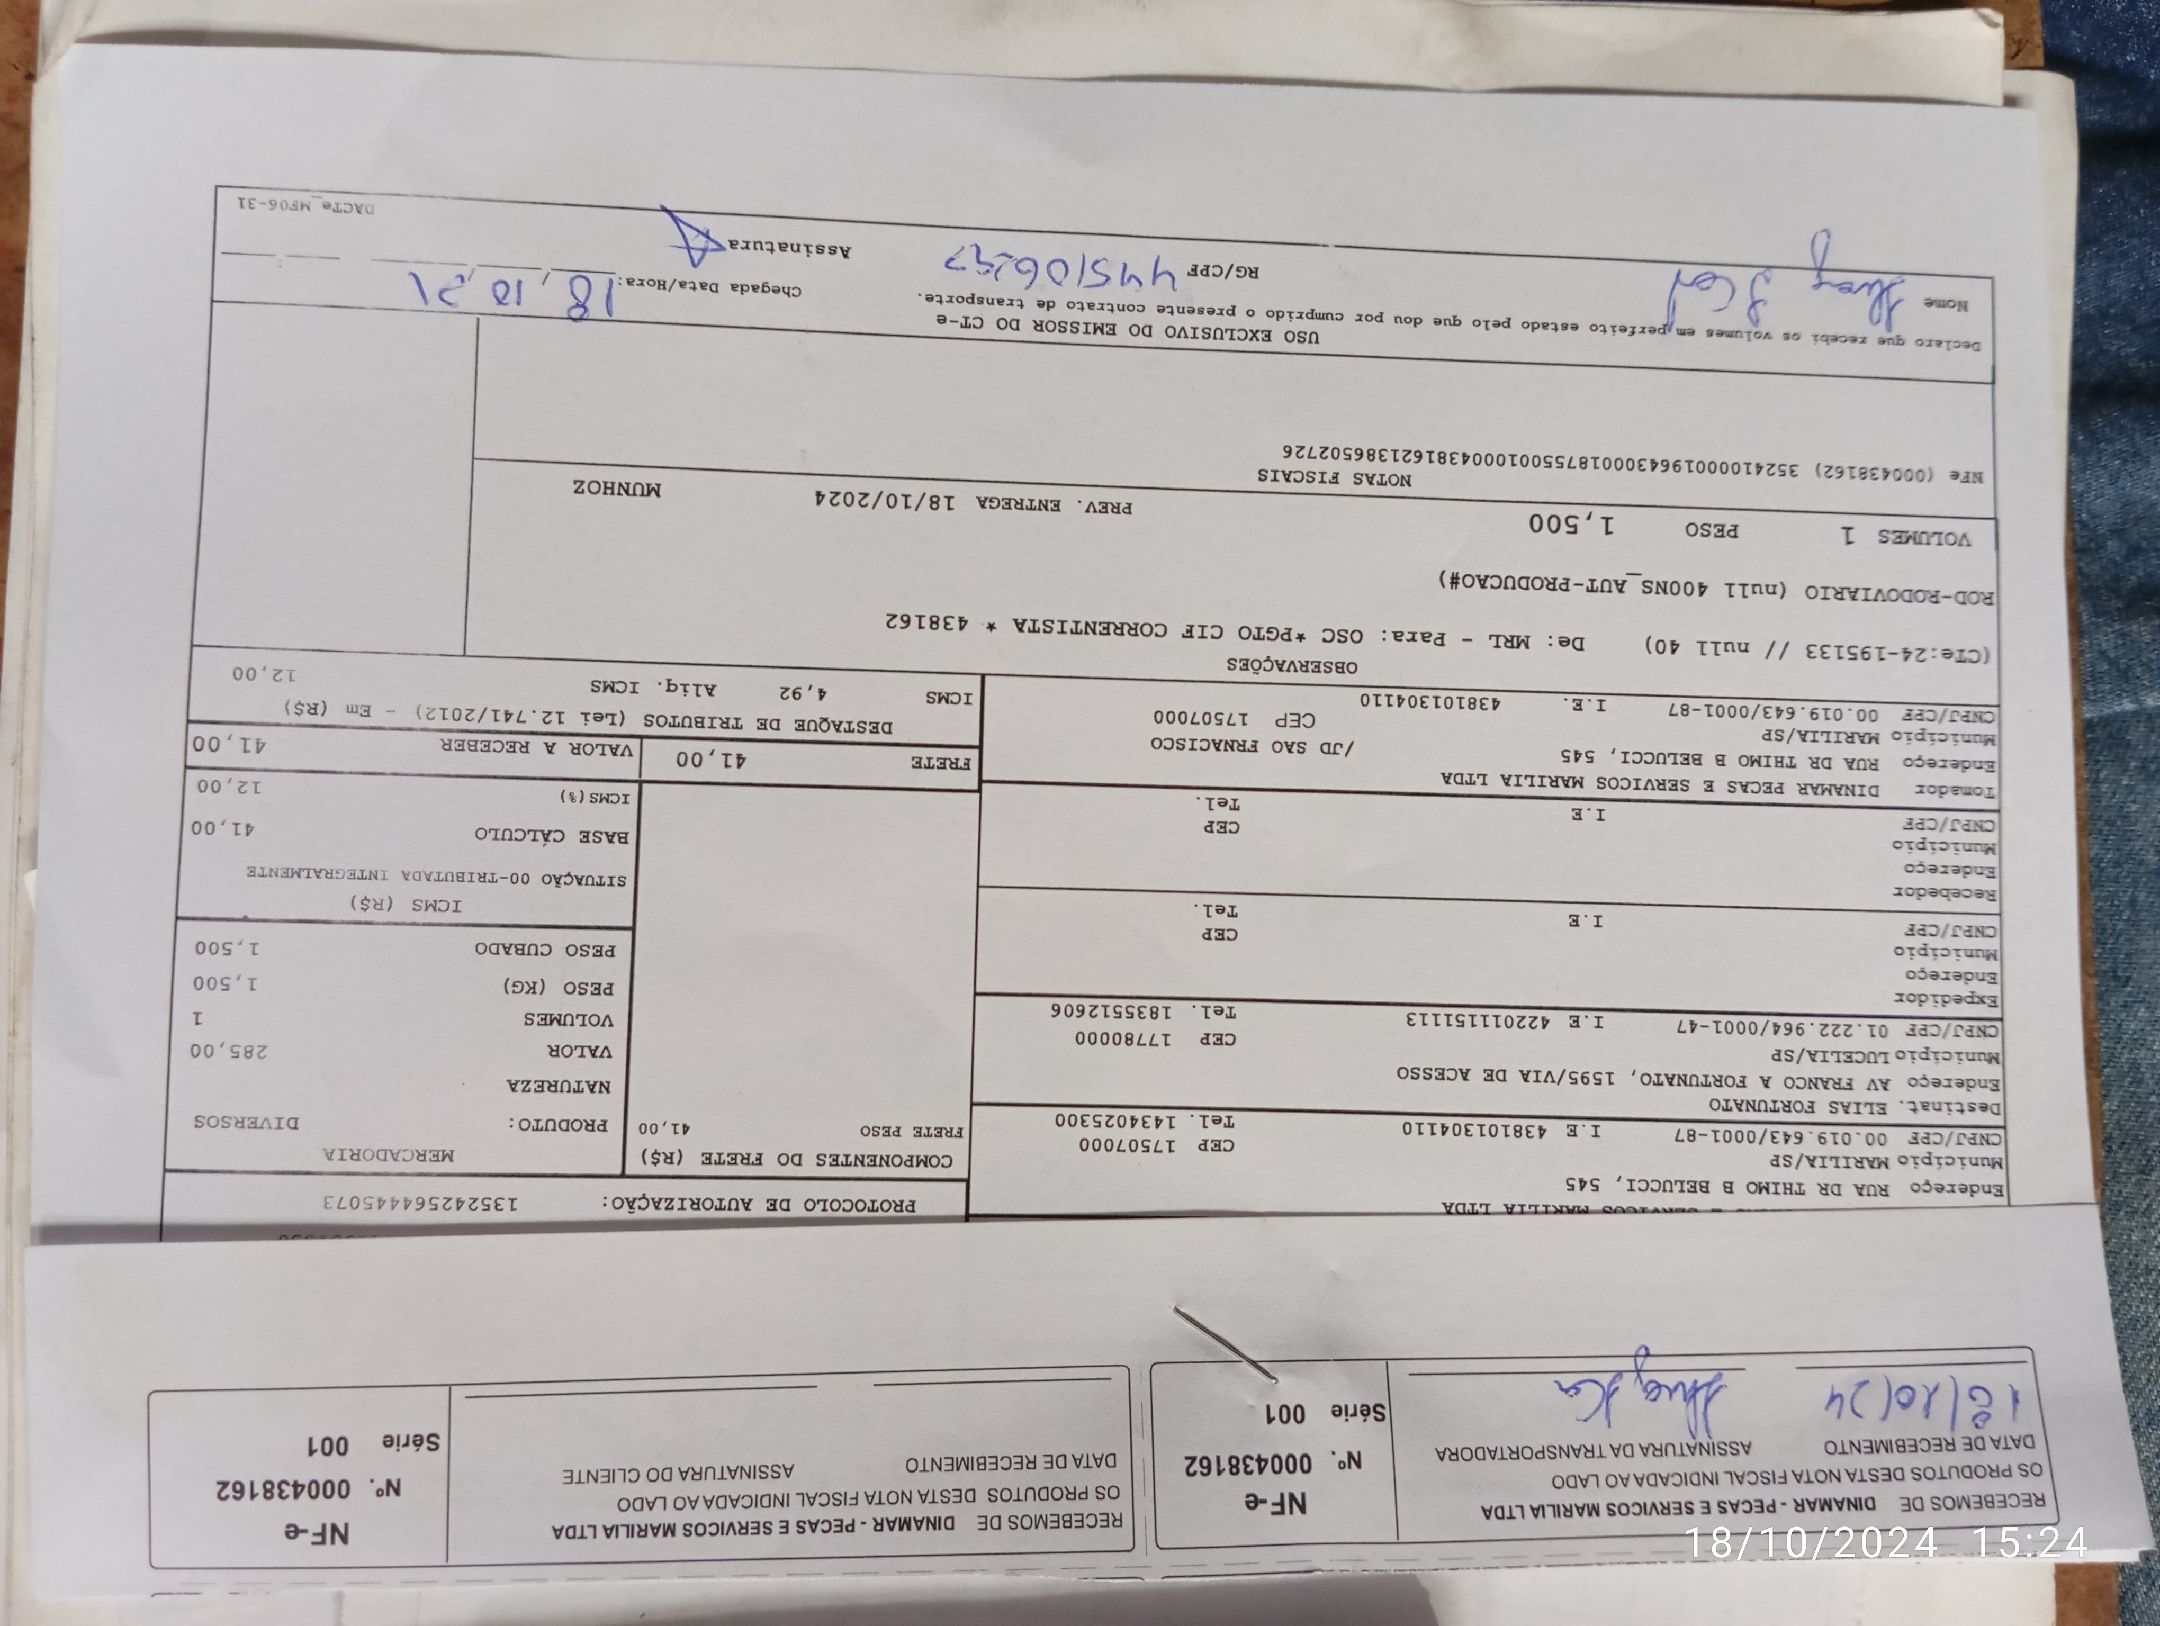 RECEBEMOS DE DINAMAR - PECAS E SERVICOS MARILIA LTDA
OS PRODUTOS DESTA NOTA FISCAL INDICADA AO LADO
DATA DE RECEBIMENTO
ASSINATURA DO CLIENTE
NF-e
Nº. 000438162
Série 001
RECEBEMOS DE DINAMAR - PECAS E SERVICOS MARILIA LTDA
OS PRODUTOS DESTA NOTA FISCAL INDICADA AO LADO
DATA DE RECEBIMENTO
ASSINATURA DA TRANSPORTADORA
18/10/24
NF-e
Nº. 000438162
Série 001
E SERVICOS MARILIA LTDA
Endereço RUA DR THIMO B BELUCCI, 545
Município MARILIA/SP CEP 17507000
CNPJ/CPF 00.019.643/0001-87 I.E 438101304110 Tel. 1434025300
Destinat. ELIAS FORTUNATO
Endereço AV FRANCO A FORTUNATO, 1595/VIA DE ACESSO
Município LUCELIA/SP CEP 17780000
CNPJ/CPF 01.222.964/0001-47 I.E 422011151113 Tel. 1835512606
Expedidor
Endereço
Município CEP
CNPJ/CPF I.E Tel.
Recebedor
Endereço
Município CEP
CNPJ/CPF I.E Tel.
Tomador DINAMAR PECAS E SERVICOS MARILIA LTDA
Endereço RUA DR THIMO B BELUCCI, 545 /JD SAO FRNACISCO
Município MARILIA/SP CEP 17507000
CNPJ/CPF 00.019.643/0001-87 I.E. 438101304110
PROTOCOLO DE AUTORIZAÇÃO: 135242564445073
COMPONENTES DO FRETE (R$)
FRETE PESO 41,00
MERCADORIA
PRODUTO: DIVERSOS
NATUREZA
VALOR 285,00
VOLUMES 1
PESO (KG) 1,500
PESO CUBADO 1,500
ICMS (R$)
SITUAÇÃO 00-TRIBUTADA INTEGRALMENTE
BASE CÁLCULO 41,00
ICMS(%) 12,00
FRETE 41,00
VALOR A RECEBER 41,00
DESTAQUE DE TRIBUTOS (Lei 12.741/2012) - Em (R$)
ICMS 4,92 Aliq. ICMS 12,00
OBSERVAÇÕES
(CTe:24-195133 // null 40) De: MRL - Para: OSC *PGTO CIF CORRENTISTA * 438162
ROD-RODOVIARIO (null 400NS_AUT-PRODUCAO#)
VOLUMES 1 PESO 1,500 PREV. ENTREGA 18/10/2024 MUNHOZ
NOTAS FISCAIS
NFe (000438162) 35241000019643000187550010004381621386502726
USO EXCLUSIVO DO EMISSOR DO CT-e
Declaro que recebi os volumes em perfeito estado pelo que dou por cumprido o presente contrato de transporte.
Nome
RG/CPF
Chegada Data/Hora:
Assinatura
DACTe_MF06-31
18/10/2024 15:24